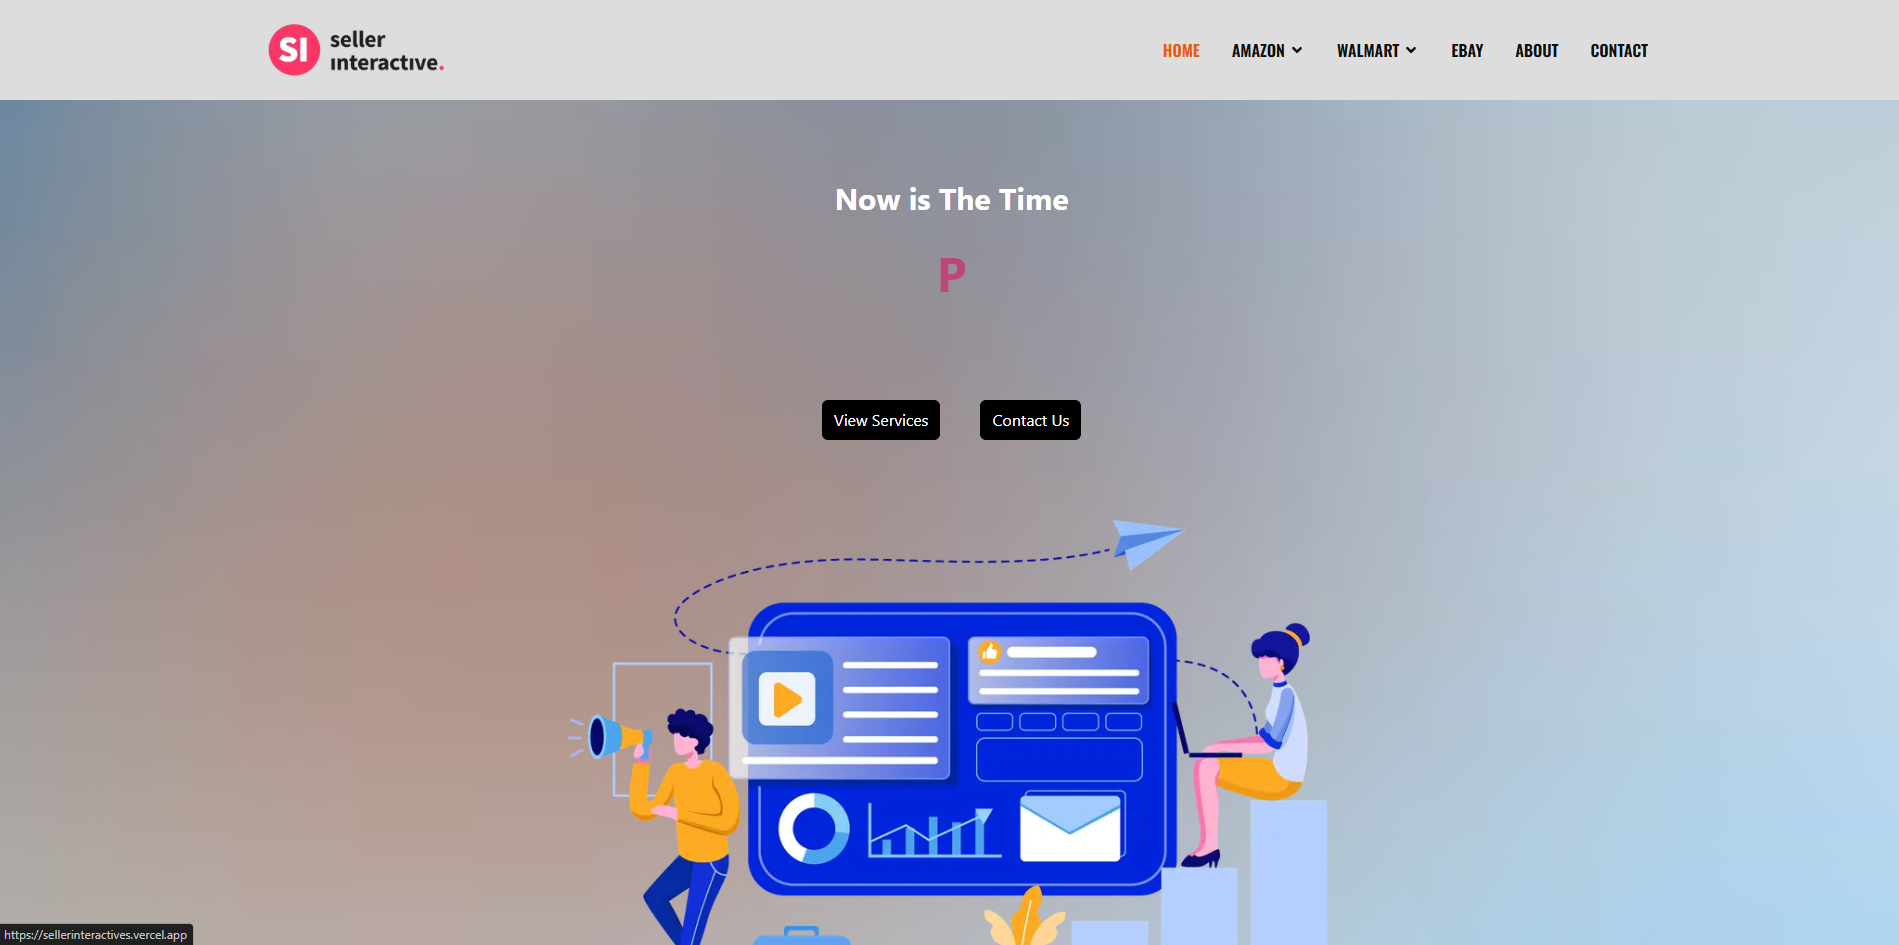 SI seller
interactive.
HOME AMAZON WALMART EBAY ABOUT CONTACT
Now is The Time
P
View Services Contact Us
https://sellerinteractives.vercel.app